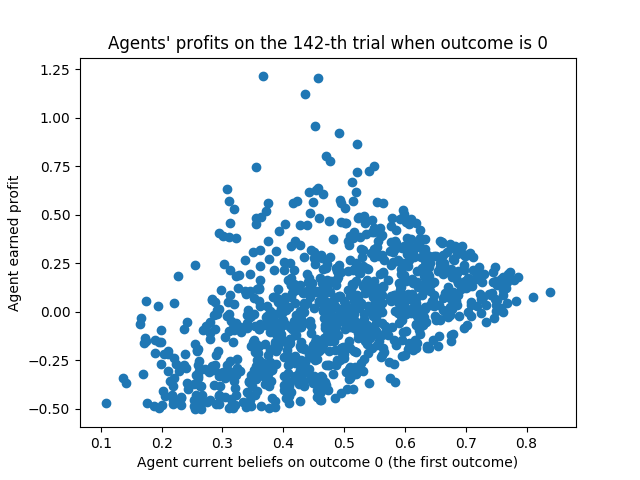 Agents' profits on the 142-th trial when outcome is 0
1.25
1.00
0.75
0.50
0.25
0.00
−0.25
−0.50
Agent earned profit
0.1 0.2 0.3 0.4 0.5 0.6 0.7 0.8
Agent current beliefs on outcome 0 (the first outcome)